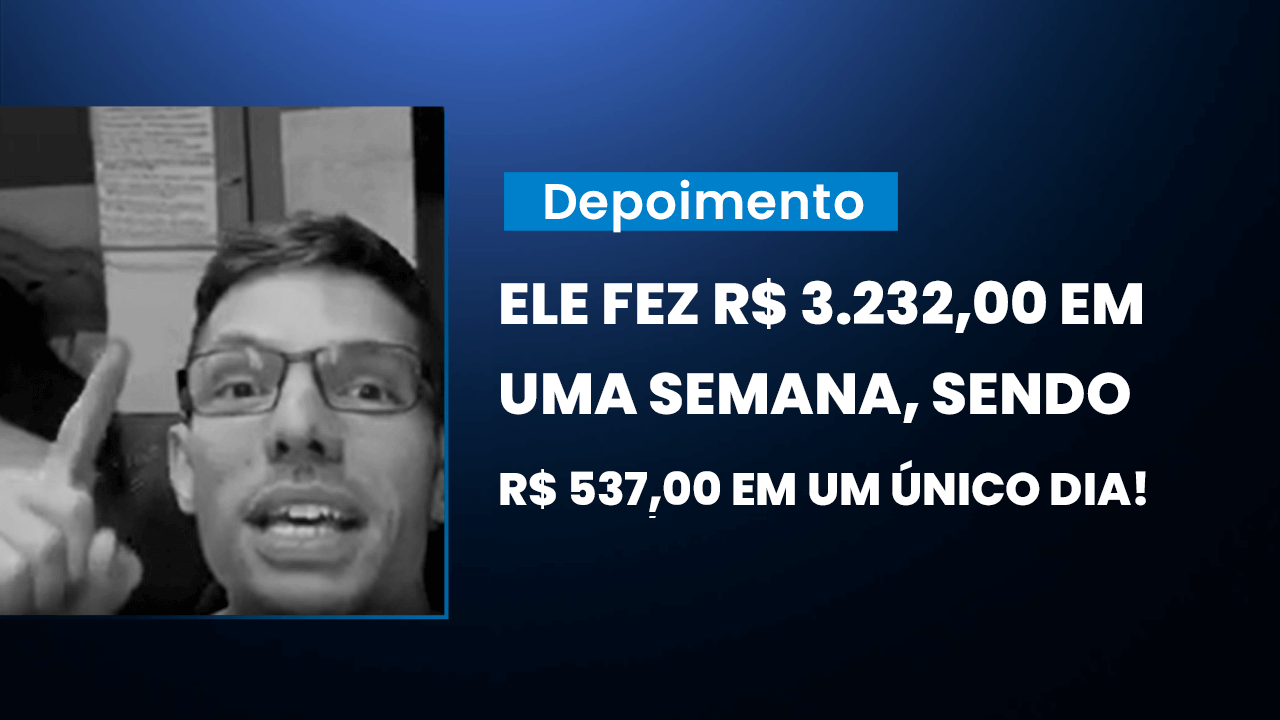 Depoimento
ELE FEZ R$ 3.232,00 EM
UMA SEMANA, SENDO
R$ 537,00 EM UM ÚNICO DIA!